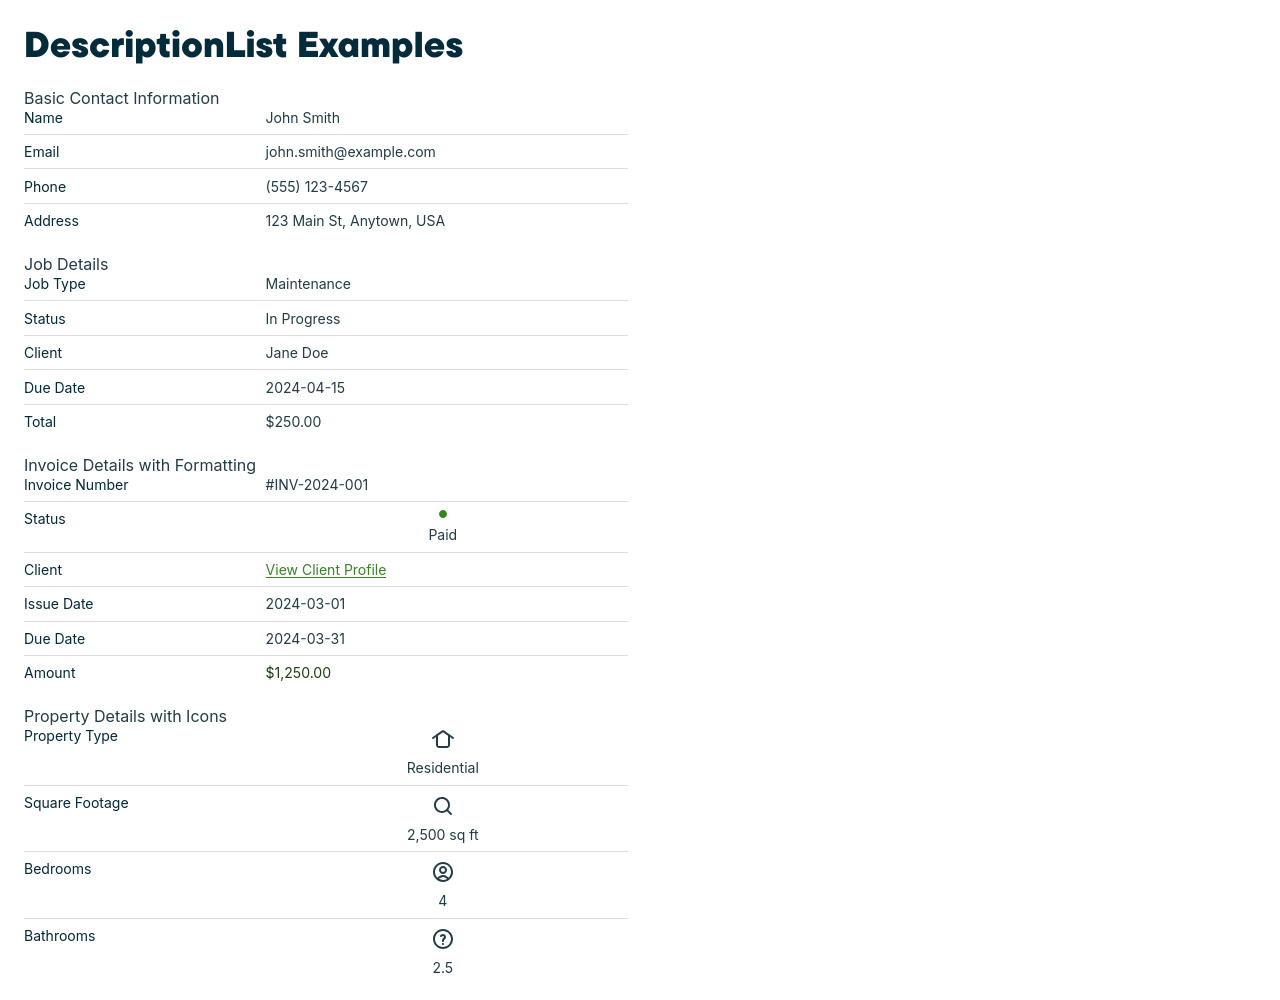 DescriptionList Examples
Basic Contact Information
Name John Smith
Email john.smith@example.com
Phone (555) 123-4567
Address 123 Main St, Anytown, USA
Job Details
Job Type Maintenance
Status In Progress
Client Jane Doe
Due Date 2024-04-15
Total $250.00
Invoice Details with Formatting
Invoice Number #INV-2024-001
Status
Paid
Client View Client Profile
Issue Date 2024-03-01
Due Date 2024-03-31
Amount $1,250.00
Property Details with Icons
Property Type
Residential
Square Footage
2,500 sq ft
Bedrooms
4
Bathrooms
2.5